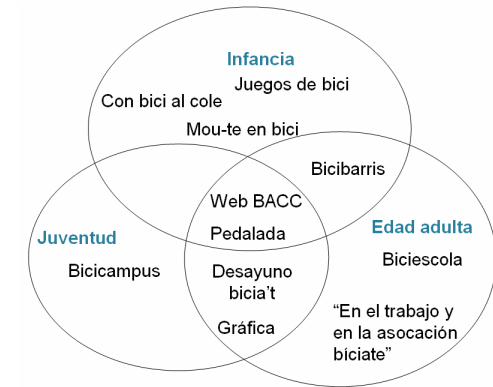 Infancia
Juegos de bici
Con bici al cole
Mou-te en bici
Bicibarris
Web BACC
Pedalada
Juventud
Edad adulta
Bicicampus
Biciescola
Desayuno
bicia't
Gráfica
“En el trabajo y
en la asocación
bíciate”